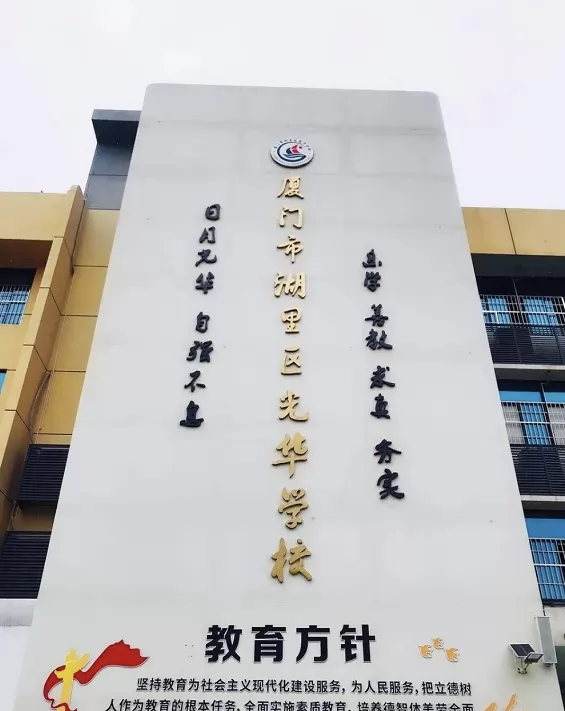 厦门市湖里区光华学校
日月光华 自强不息
乐学 善教 求真 务实
教育方针
坚持教育为社会主义现代化建设服务，为人民服务，把立德树
人作为教育的根本任务，全面实施素质教育，培养德智体美劳全面